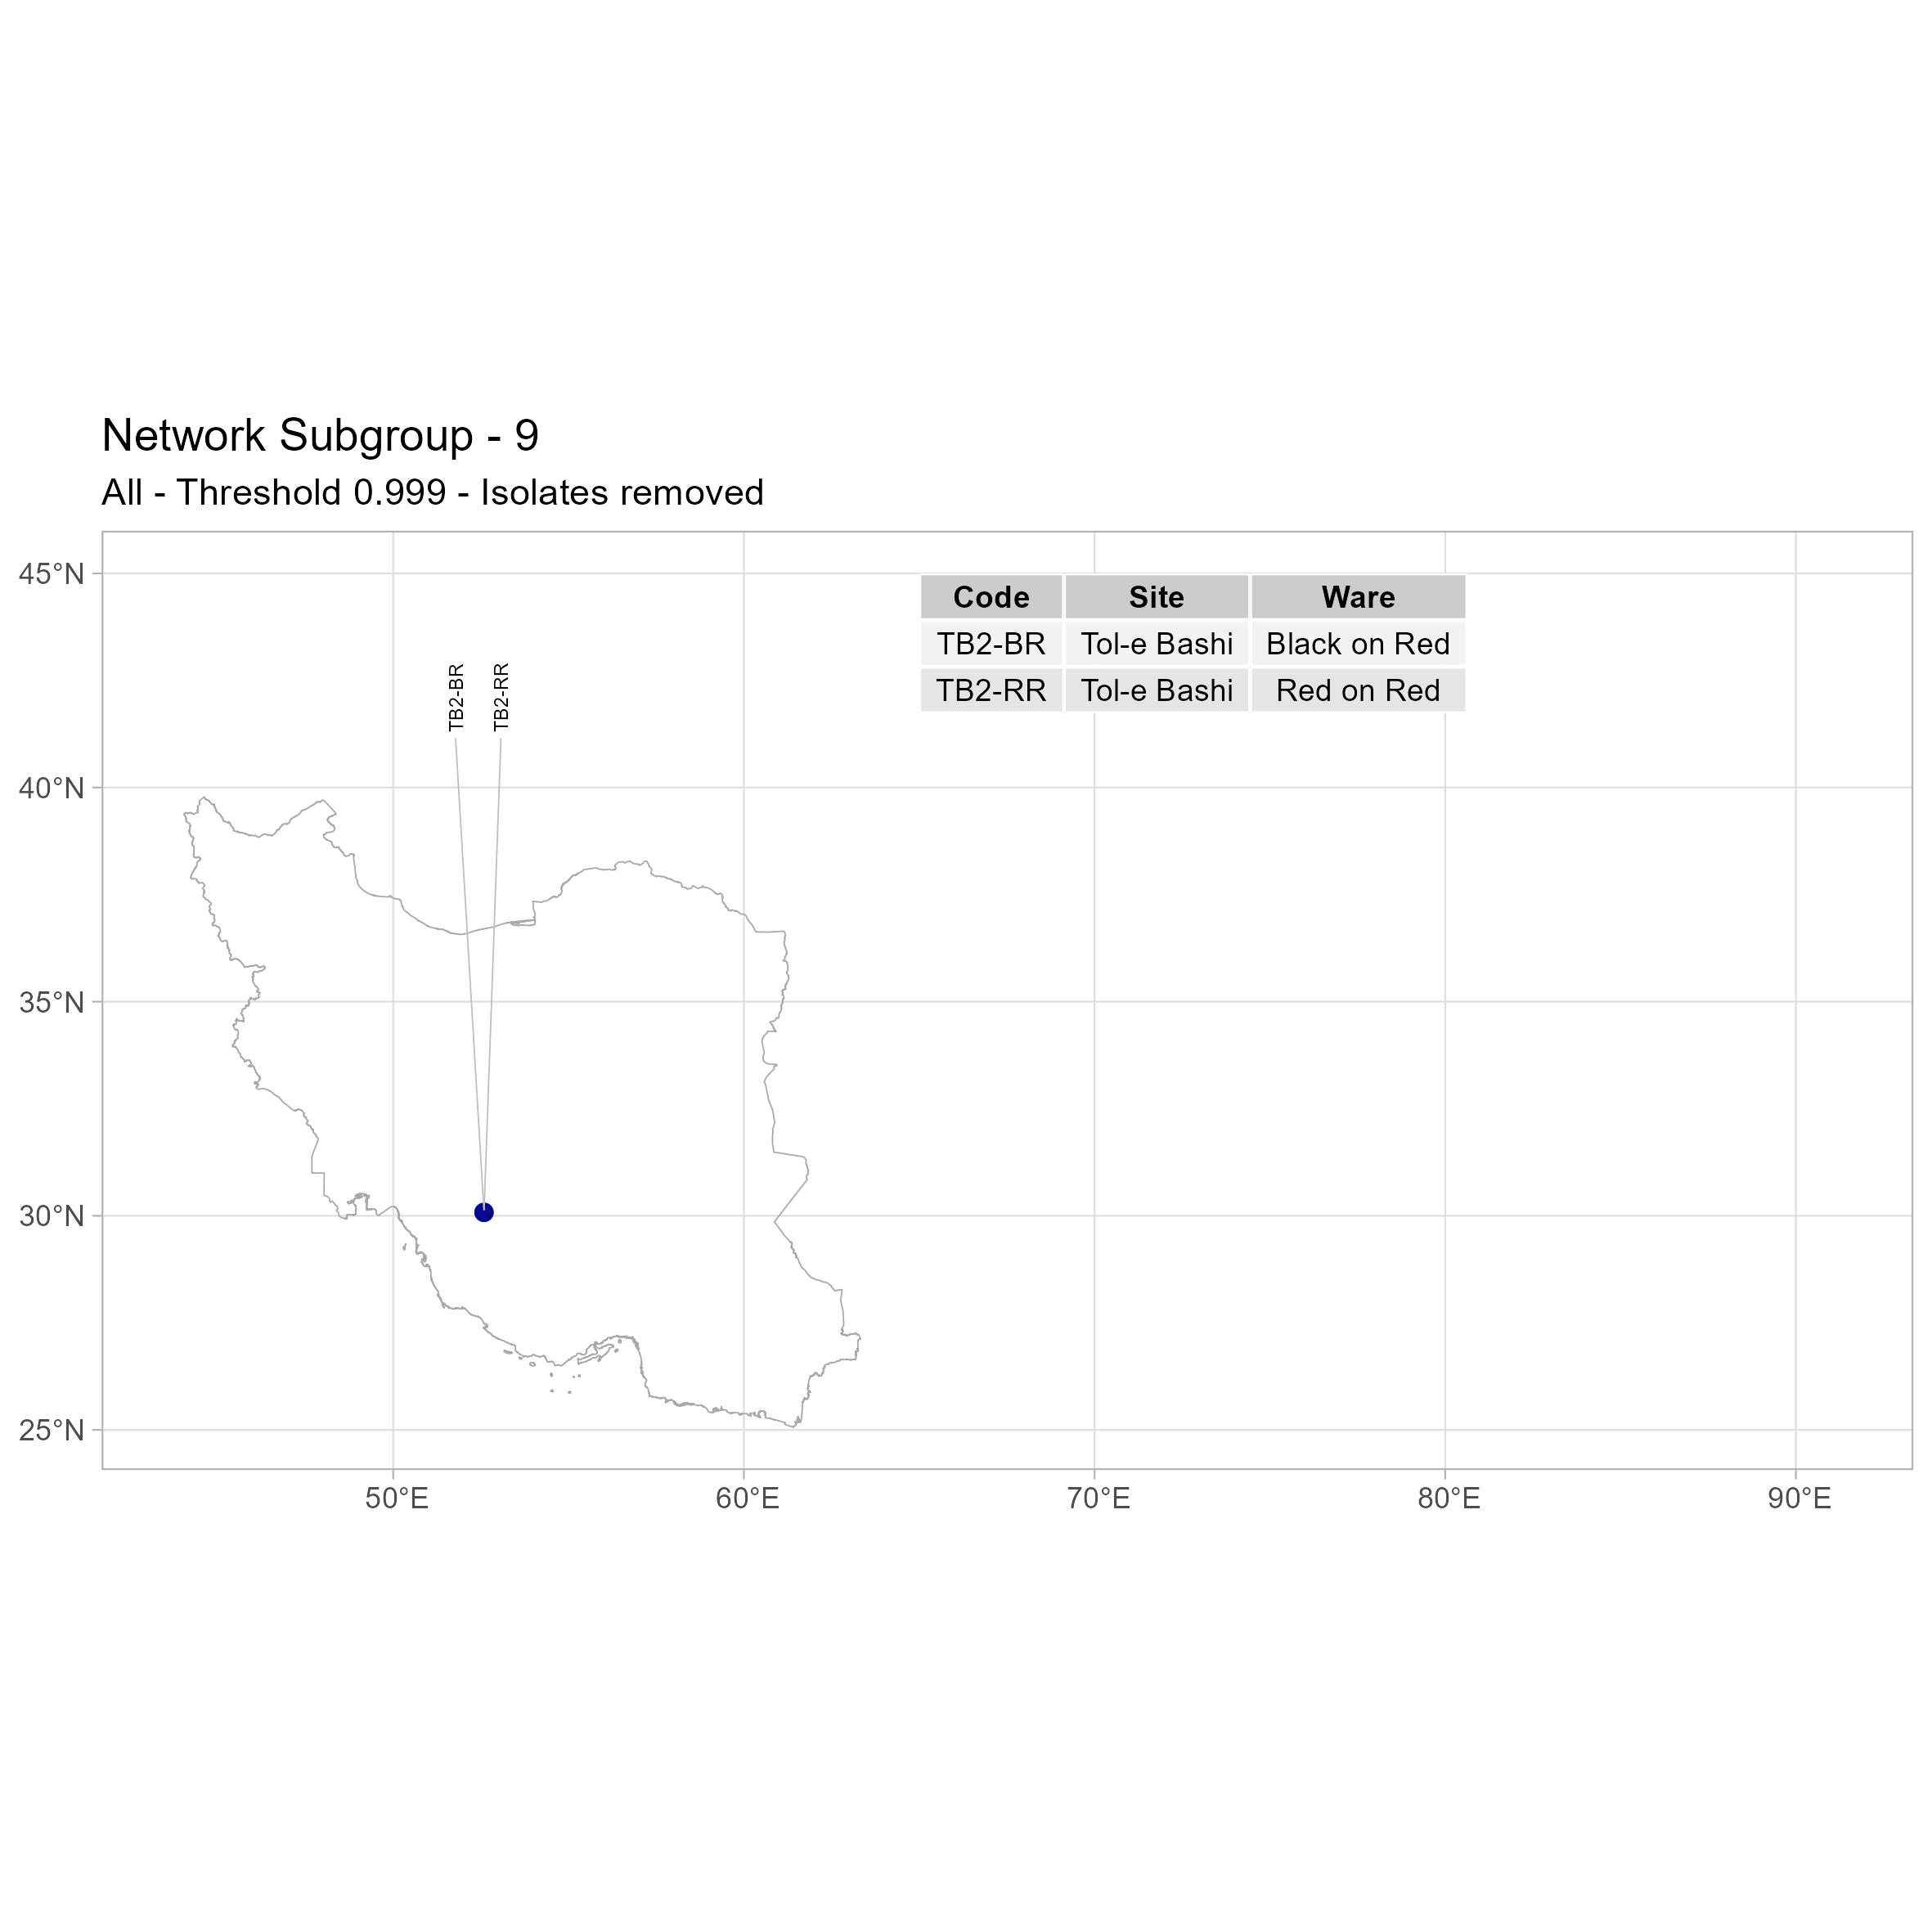 Network Subgroup - 9
All - Threshold 0.999 - Isolates removed
45°N
40°N
35°N
30°N
25°N
50°E
60°E
70°E
80°E
90°E
TB2-BR
TB2-RR
Code Site Ware
TB2-BR Tol-e Bashi Black on Red
TB2-RR Tol-e Bashi Red on Red